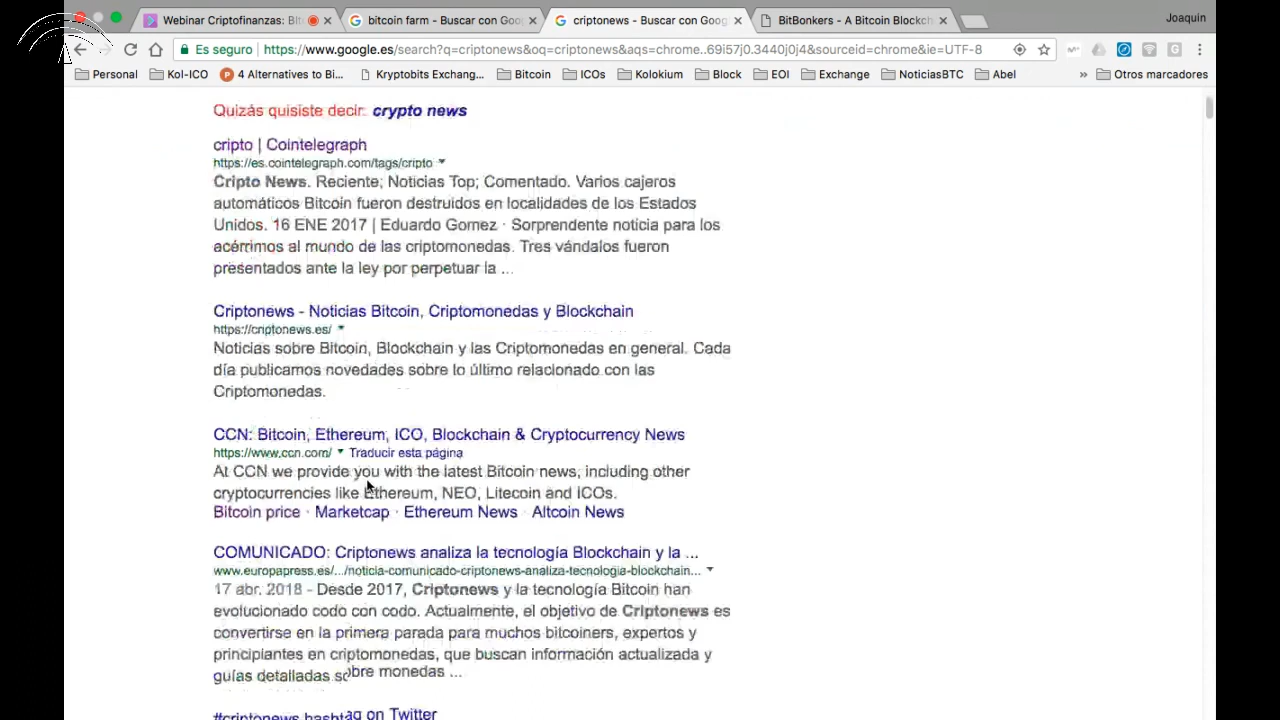 Webinar Criptofinanzas: BIt
bitcoin farm - Buscar con Goog
criptonews - Buscar con Goog
BitBonkers - A Bitcoin Blockch
Joaquin
Es seguro
https://www.google.es/search?q=criptonews&oq=criptonews&aqs=chrome..69i57j0.3440j0j4&sourceid=chrome&ie=UTF-8
Personal
Kol-ICO
4 Alternatives to Bi...
Kryptobits Exchang...
Bitcoin
ICOs
Kolokium
Block
EOI
Exchange
NoticiasBTC
Abel
»
Otros marcadores
Quizás quisiste decir: crypto news
cripto | Cointelegraph
https://es.cointelegraph.com/tags/cripto
Cripto News. Reciente; Noticias Top; Comentado. Varios cajeros
automáticos Bitcoin fueron destruidos en localidades de los Estados
Unidos. 16 ENE 2017 | Eduardo Gomez · Sorprendente noticia para los
acérrimos al mundo de las criptomonedas. Tres vándalos fueron
presentados ante la ley por perpetuar la ...
Criptonews - Noticias Bitcoin, Criptomonedas y Blockchain
https://criptonews.es/
Noticias sobre Bitcoin, Blockchain y las Criptomonedas en general. Cada
día publicamos novedades sobre lo último relacionado con las
Criptomonedas.
CCN: Bitcoin, Ethereum, ICO, Blockchain & Cryptocurrency News
https://www.ccn.com/ Traducir esta página
At CCN we provide you with the latest Bitcoin news, including other
cryptocurrencies like Ethereum, NEO, Litecoin and ICOs.
Bitcoin price · Marketcap · Ethereum News · Altcoin News
COMUNICADO: Criptonews analiza la tecnología Blockchain y la ...
www.europapress.es/.../noticia-comunicado-criptonews-analiza-tecnologia-blockchain...
17 abr. 2018 - Desde 2017, Criptonews y la tecnología Bitcoin han
evolucionado codo con codo. Actualmente, el objetivo de Criptonews es
convertirse en la primera parada para muchos bitcoiners, expertos y
principiantes en criptomonedas, que buscan información actualizada y
guías detalladas sobre monedas ...
#criptonews hashtag on Twitter